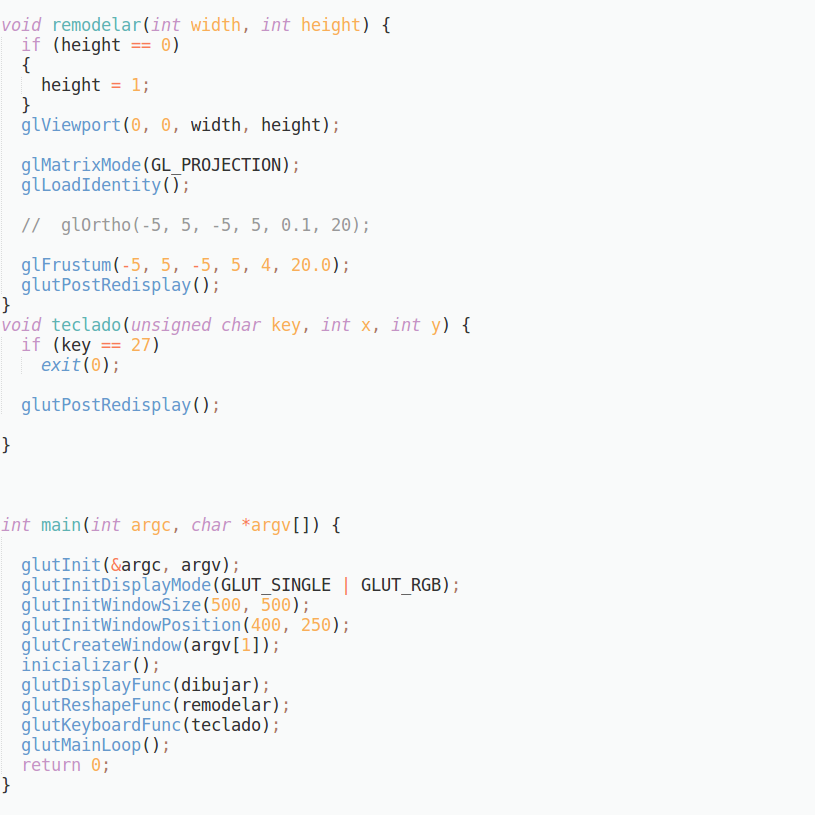 void remodelar(int width, int height) {
  if (height == 0)
  {
    height = 1;
  }
  glViewport(0, 0, width, height);

  glMatrixMode(GL_PROJECTION);
  glLoadIdentity();

  //  glOrtho(-5, 5, -5, 5, 0.1, 20);

  glFrustum(-5, 5, -5, 5, 4, 20.0);
  glutPostRedisplay();
}
void teclado(unsigned char key, int x, int y) {
  if (key == 27)
    exit(0);

  glutPostRedisplay();

}

int main(int argc, char *argv[]) {

  glutInit(&argc, argv);
  glutInitDisplayMode(GLUT_SINGLE | GLUT_RGB);
  glutInitWindowSize(500, 500);
  glutInitWindowPosition(400, 250);
  glutCreateWindow(argv[1]);
  inicializar();
  glutDisplayFunc(dibujar);
  glutReshapeFunc(remodelar);
  glutKeyboardFunc(teclado);
  glutMainLoop();
  return 0;
}